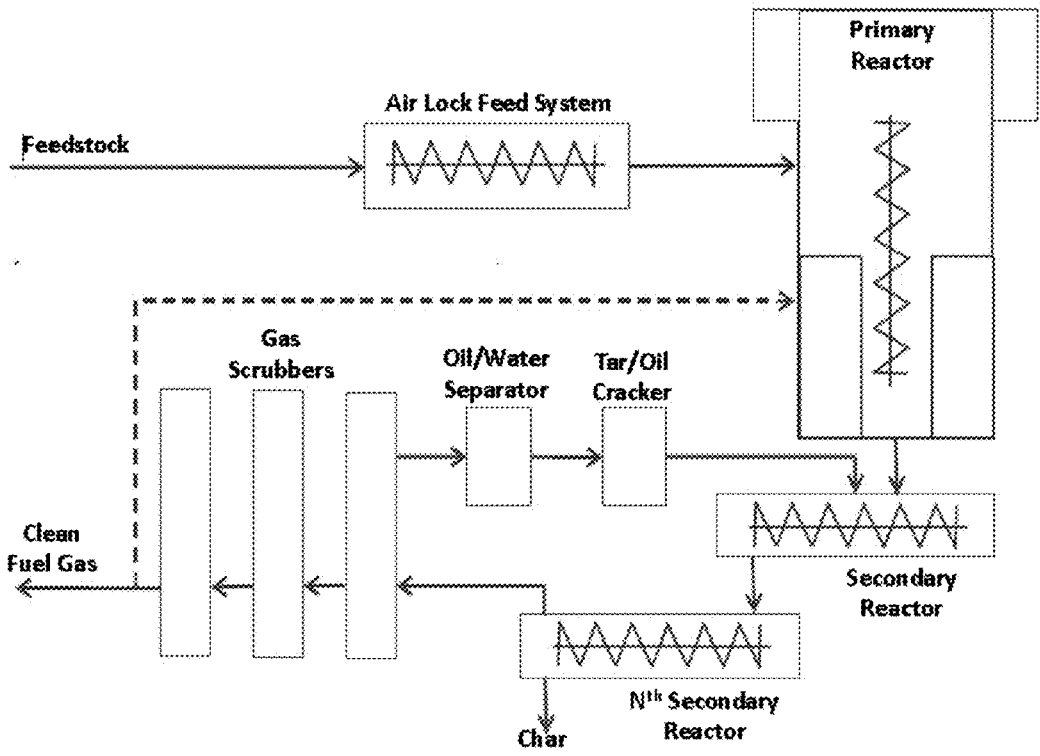 Primary
Reactor
Air Lock Feed System
Feedstock
Gas
Scrubbers
Oil/Water
Separator
Tar/Oil
Cracker
Clean
Fuel Gas
Secondary
Reactor
Nth Secondary
Reactor
Char